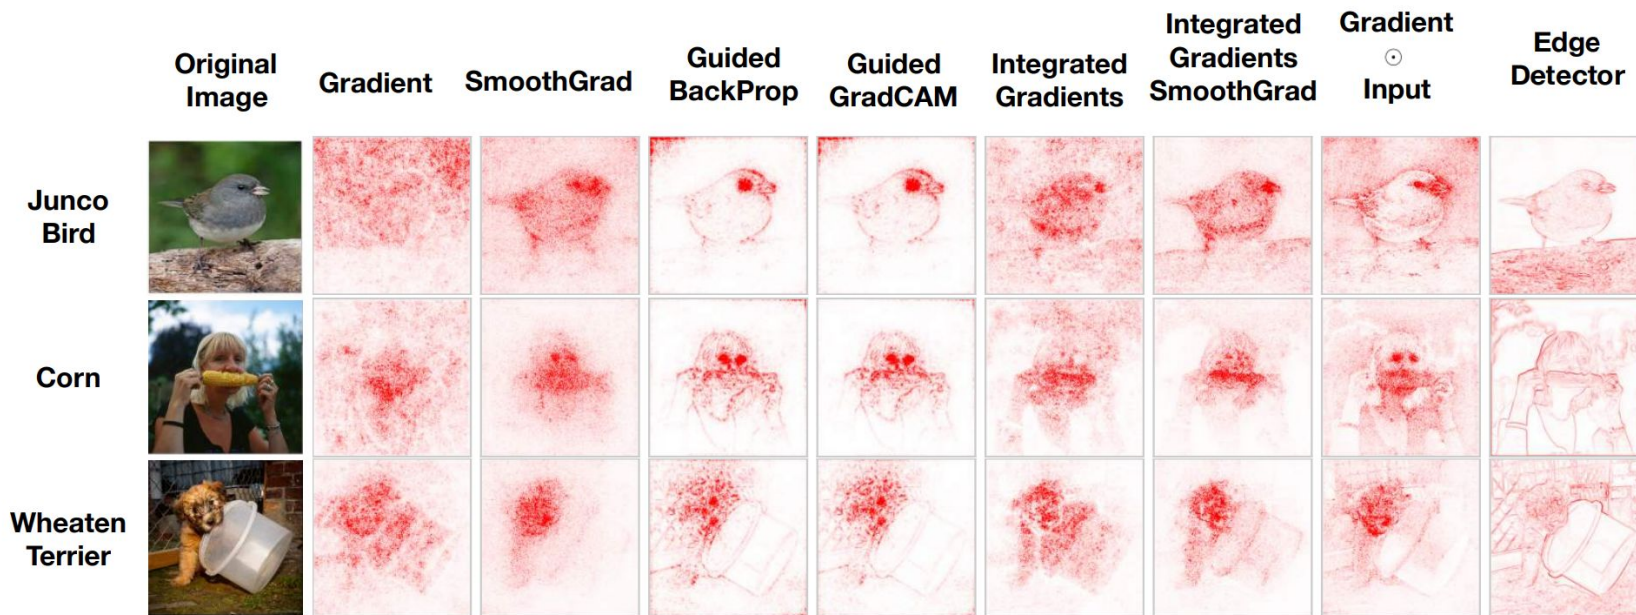 Original
Image
Gradient
SmoothGrad
Guided
BackProp
Guided
GradCAM
Integrated
Gradients
Integrated
Gradients
SmoothGrad
Gradient
⊙
Input
Edge
Detector
Junco
Bird
Corn
Wheaten
Terrier